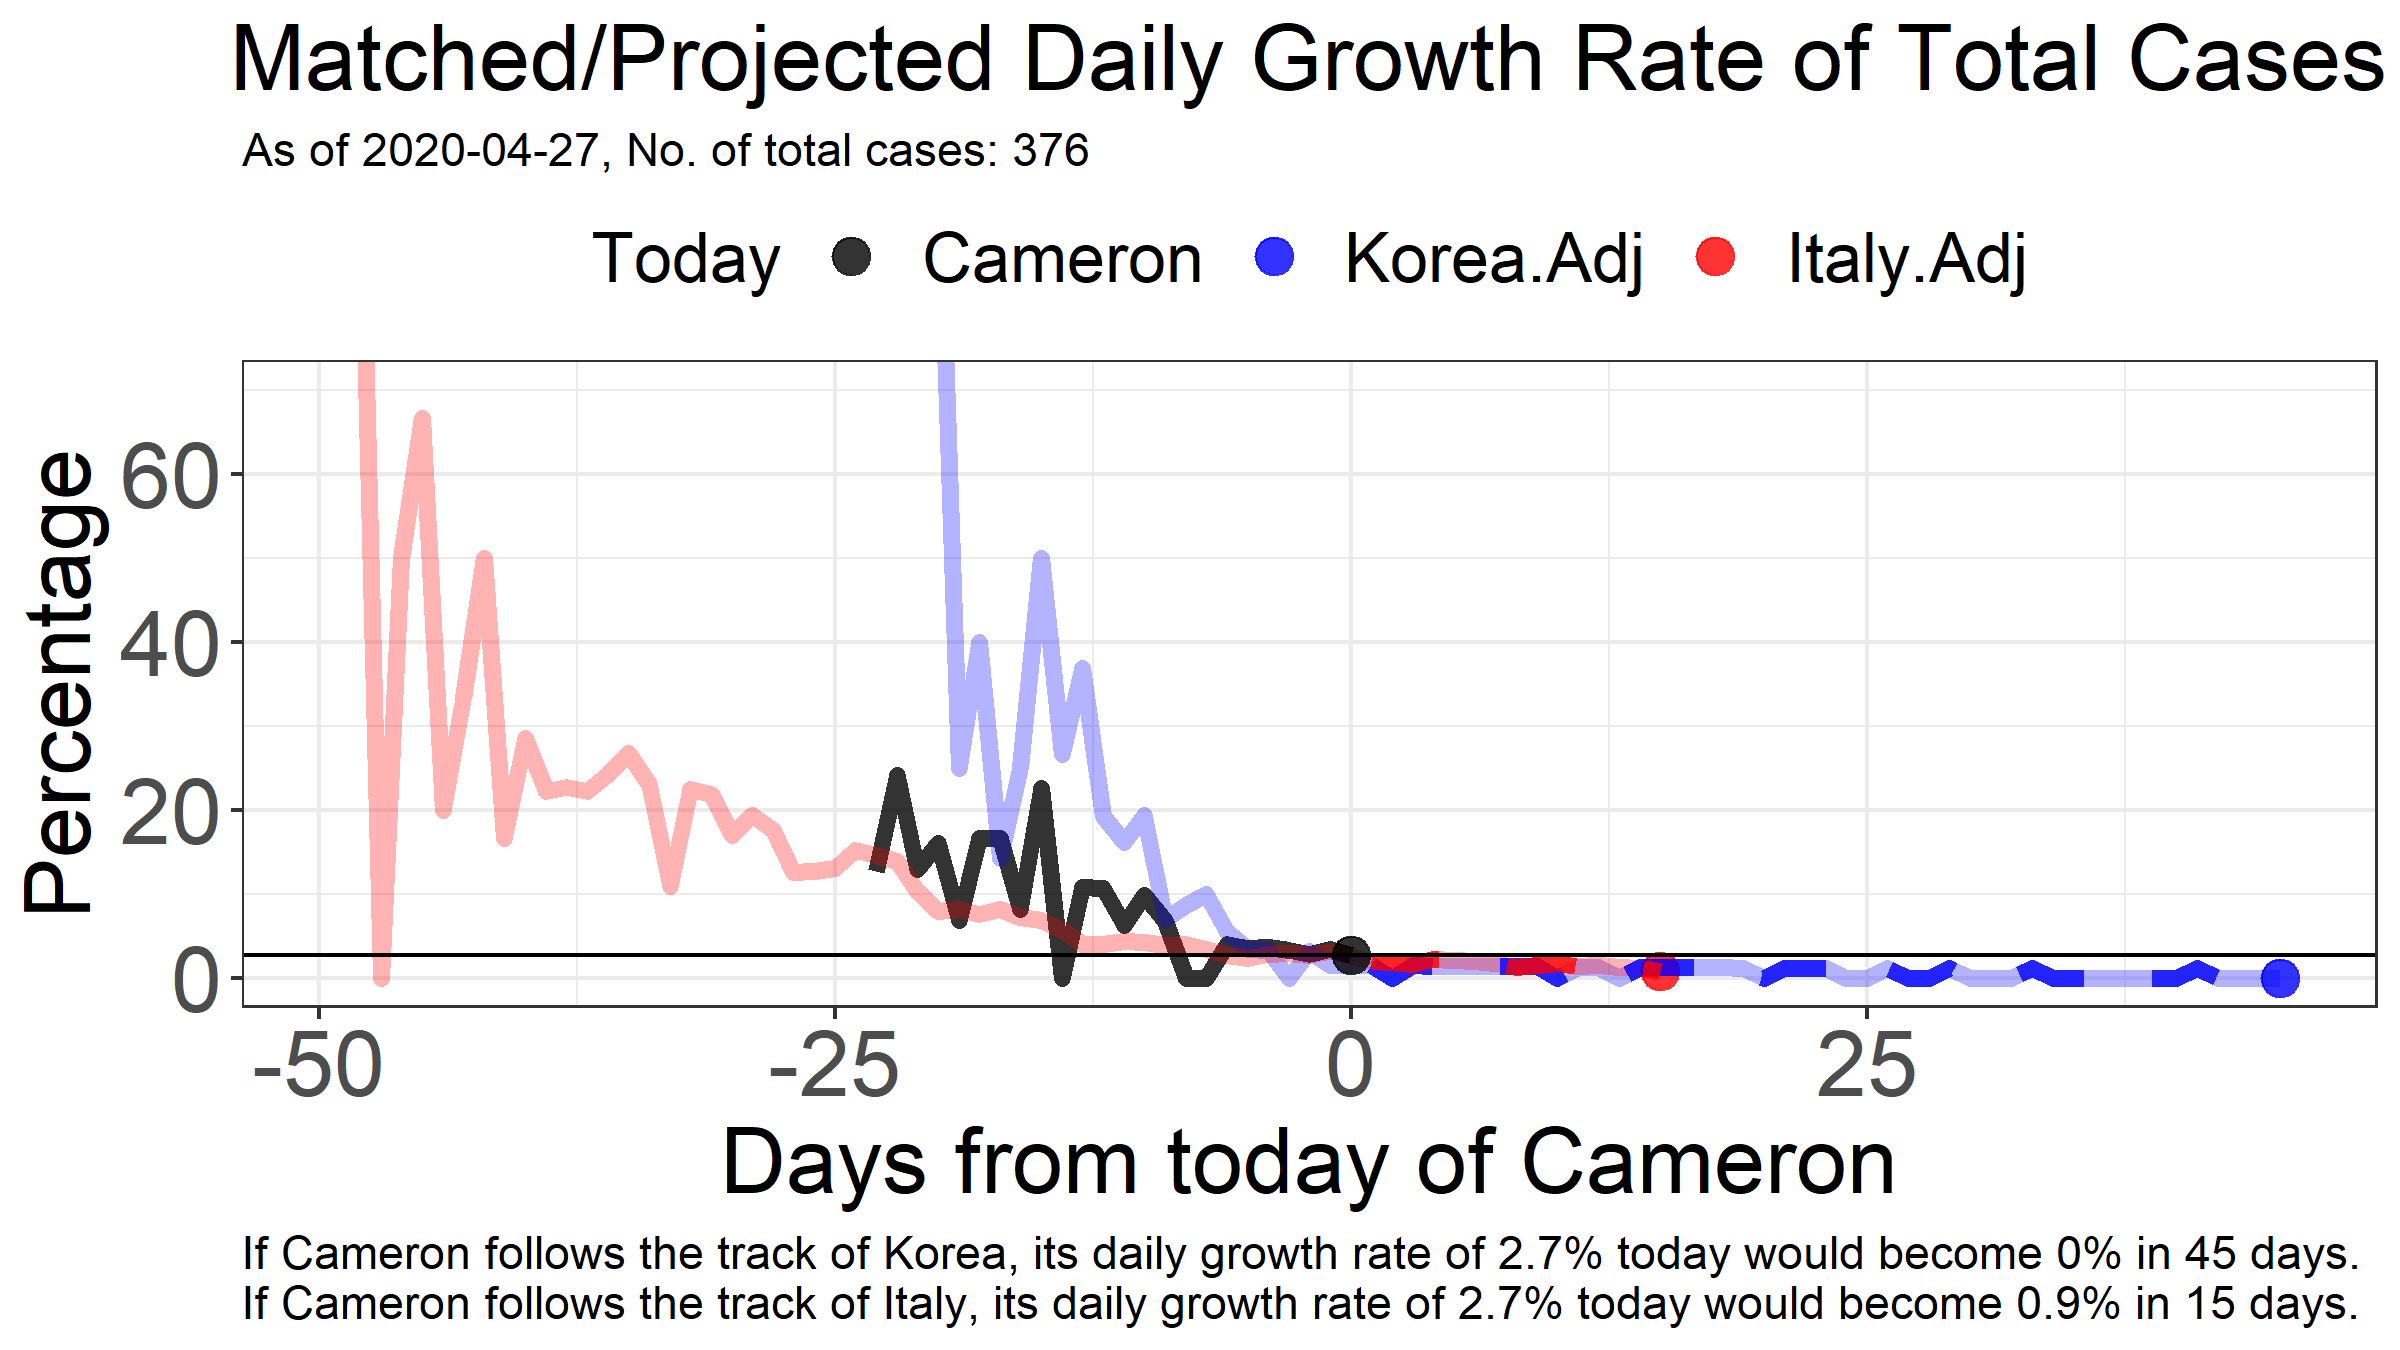 Matched/Projected Daily Growth Rate of Total Cases
As of 2020-04-27, No. of total cases: 376
Today Cameron Korea.Adj Italy.Adj
Percentage
60
40
20
0
-50 -25 0 25
Days from today of Cameron
If Cameron follows the track of Korea, its daily growth rate of 2.7% today would become 0% in 45 days.
If Cameron follows the track of Italy, its daily growth rate of 2.7% today would become 0.9% in 15 days.